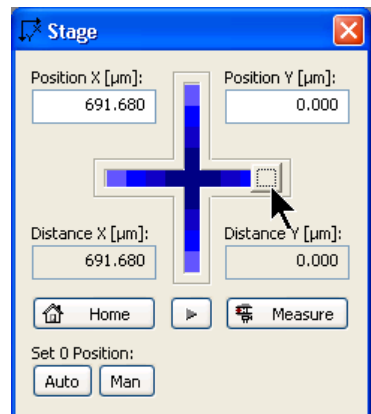 Stage
Position X [µm]: Position Y [µm]:
691.680 0.000
Distance X [µm]: Distance Y [µm]:
691.680 0.000
Home Measure
Set 0 Position:
Auto Man